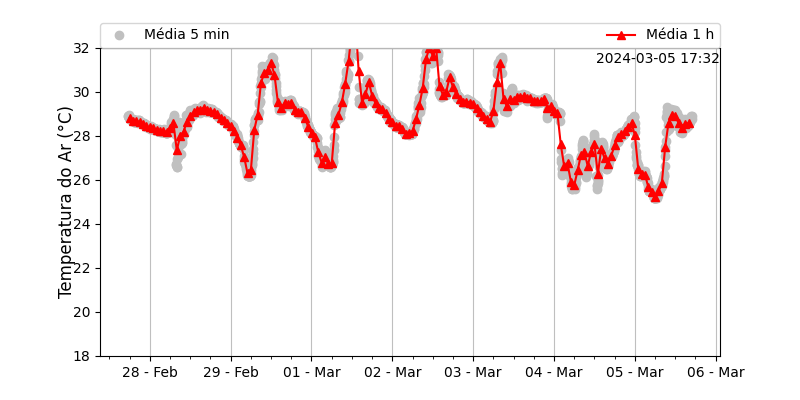 Média 5 min
Média 1 h
2024-03-05 17:32
Temperatura do Ar (°C)
32
30
28
26
24
22
20
18
28 - Feb
29 - Feb
01 - Mar
02 - Mar
03 - Mar
04 - Mar
05 - Mar
06 - Mar